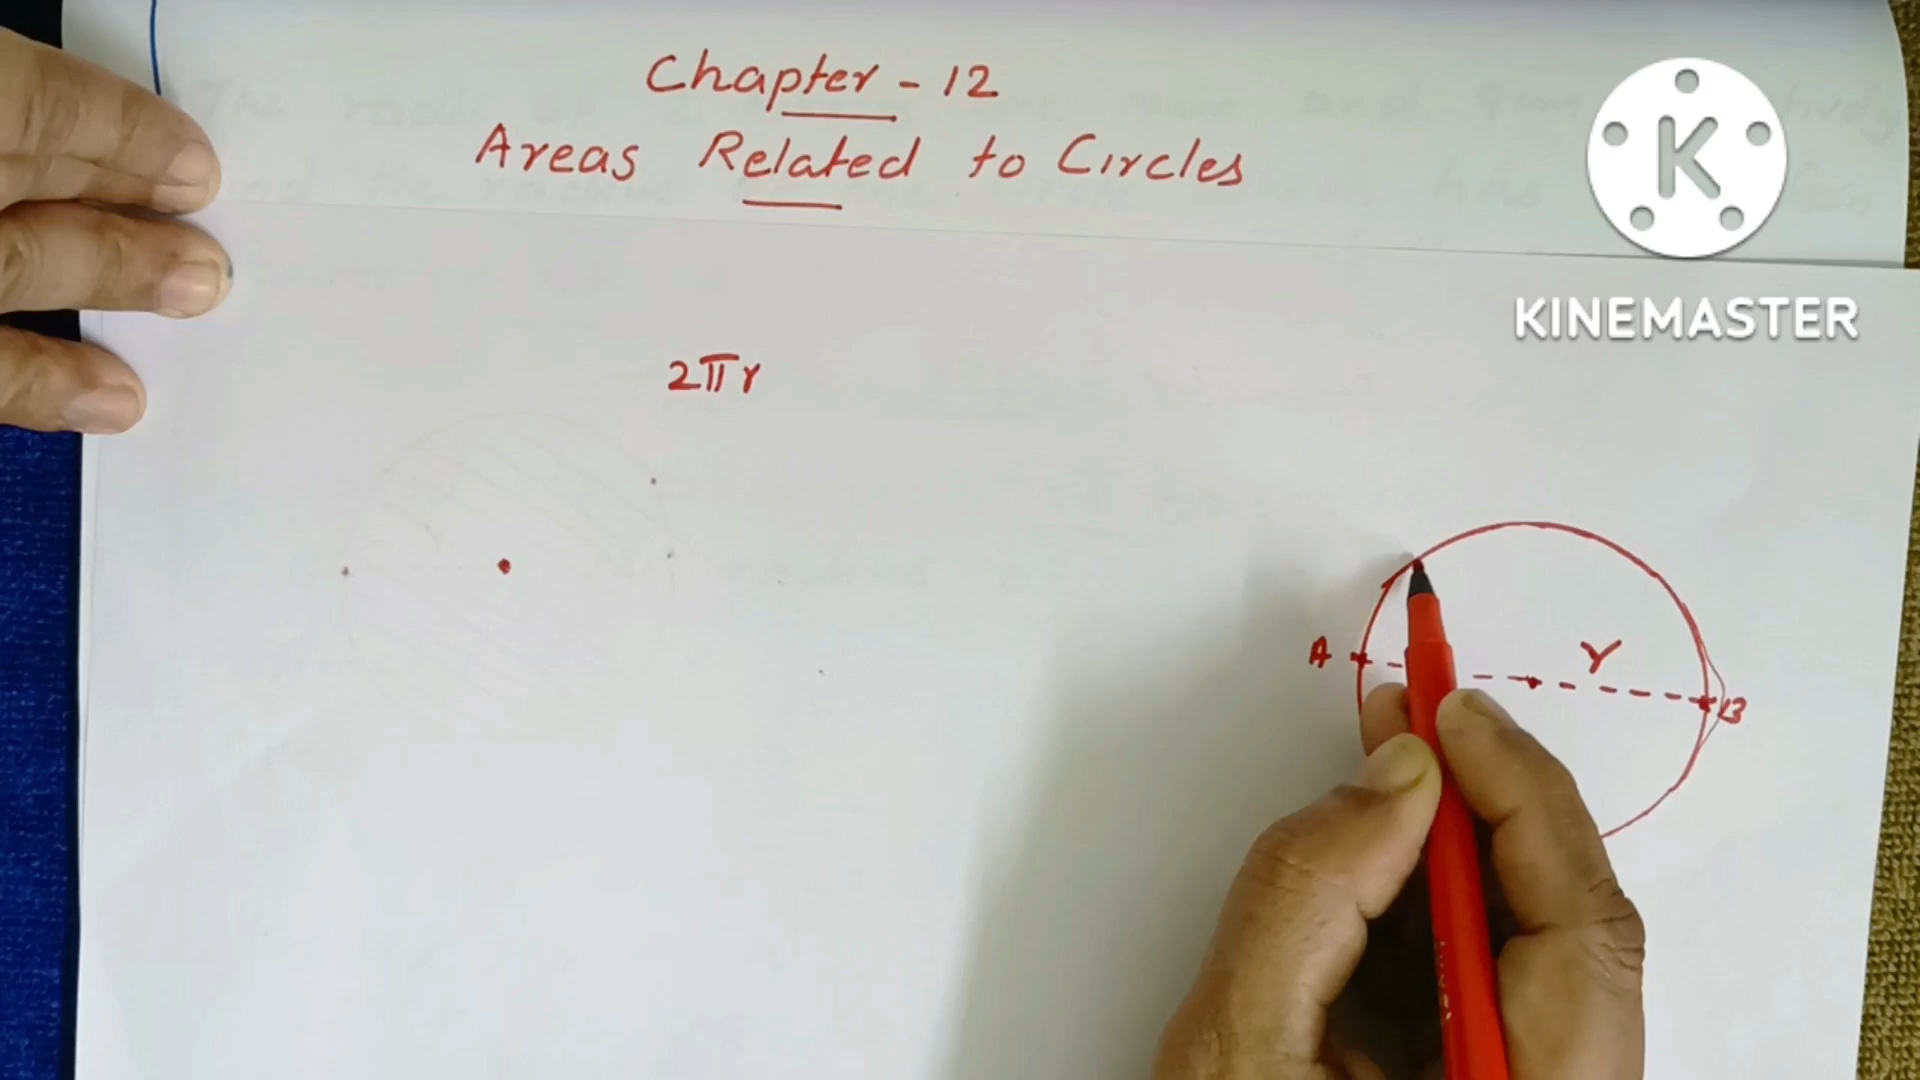 Chapter - 12
Areas Related to Circles
K
KINEMASTER
2πr
r
A
B